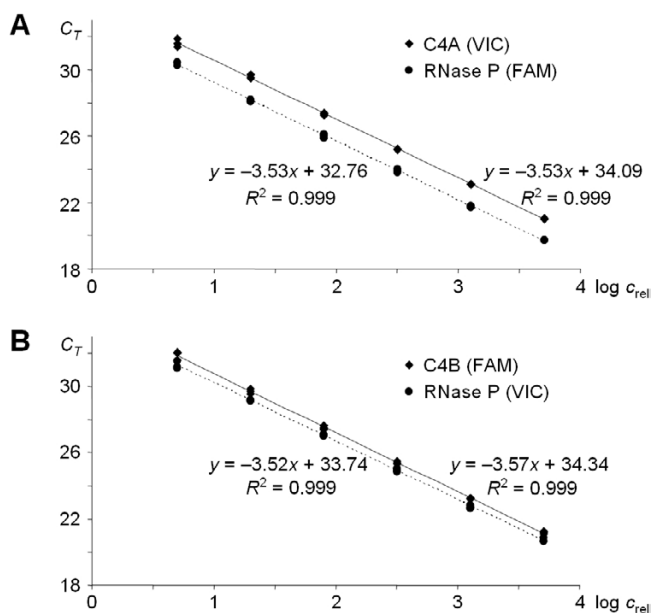 A
C_T
C4A (VIC)
RNase P (FAM)
30
26
22
18
y = –3.53x + 32.76
R² = 0.999
y = –3.53x + 34.09
R² = 0.999
0 1 2 3 4 log c_rel
B
C_T
C4B (FAM)
RNase P (VIC)
30
26
22
18
y = –3.52x + 33.74
R² = 0.999
y = –3.57x + 34.34
R² = 0.999
0 1 2 3 4 log c_rel